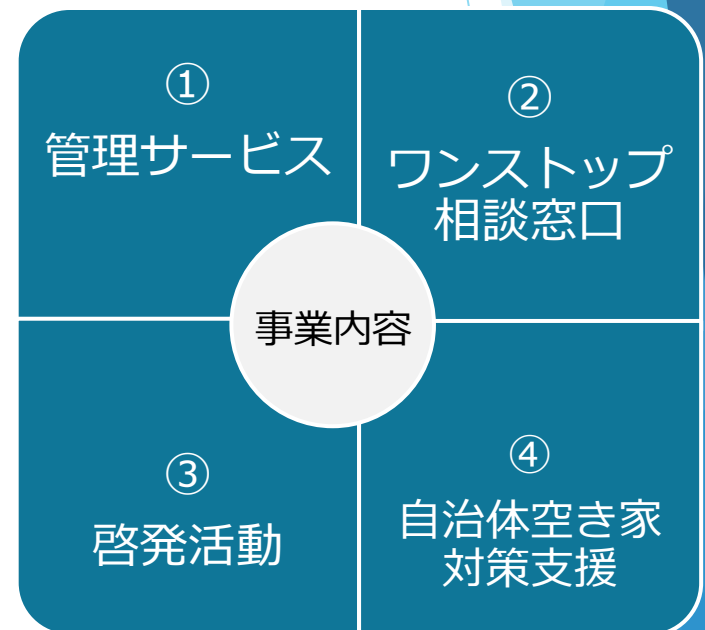 ①
管理サービス
②
ワンストップ
相談窓口
事業内容
③
啓発活動
④
自治体空き家
対策支援